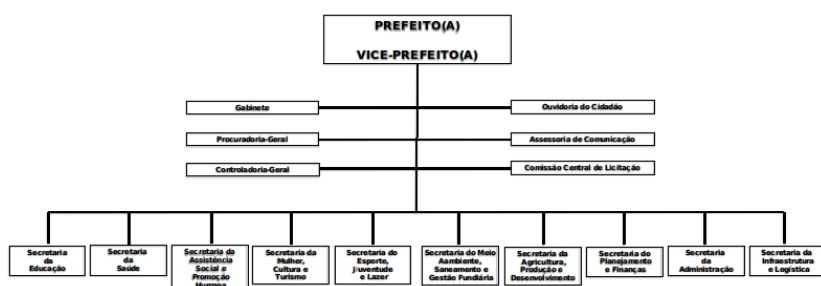 PREFEITO(A)
VICE-PREFEITO(A)
Gabinete
Ouvidoria do Cidadão
Procuradoria-Geral
Assessoria de Comunicação
Controladoria-Geral
Comissão Central de Licitação
Secretaria
da
Educação
Secretaria
da
Saúde
Secretaria da
Assistência
Social e
Promoção
Humana
Secretaria da
Mulher,
Cultura e
Turismo
Secretaria do
Esporte,
Juventude
e Lazer
Secretaria do Meio
Aambiente,
Saneamento e
Gestão Fundiária
Secretaria da
Agricultura,
Produção e
Desenvolvimento
Secretaria do
Planejamento
e Finanças
Secretaria
da
Administração
Secretaria da
Infraestrutura
e Logística